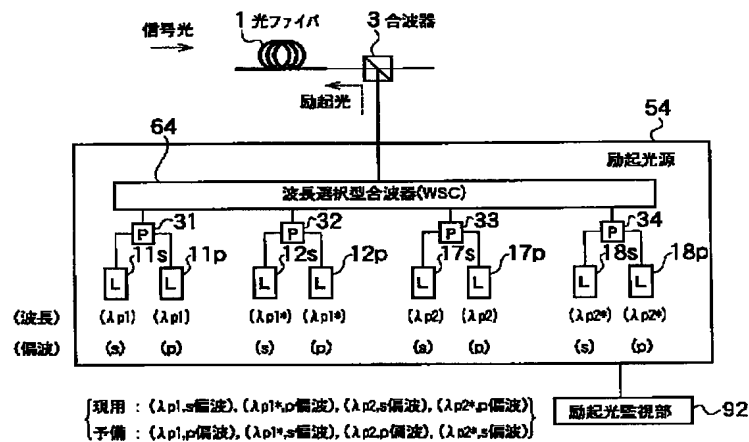 信号光
1 光ファイバ
3 合波器
励起光
64
54
励起光源
波長選択型合波器(WSC)
31 32 33 34
P P P P
11s 11p 12s 12p 17s 17p 18s 18p
L L L L L L L L
(波長) (λp1) (λp1) (λp1*) (λp1*) (λp2) (λp2) (λp2*) (λp2*)
(偏波) (s) (p) (s) (p) (s) (p) (s) (p)
現用 : (λp1,s偏波), (λp1*,p偏波), (λp2,s偏波), (λp2*,p偏波)
予備 : (λp1,p偏波), (λp1*,s偏波), (λp2,p偏波), (λp2*,s偏波)
励起光監視部
92